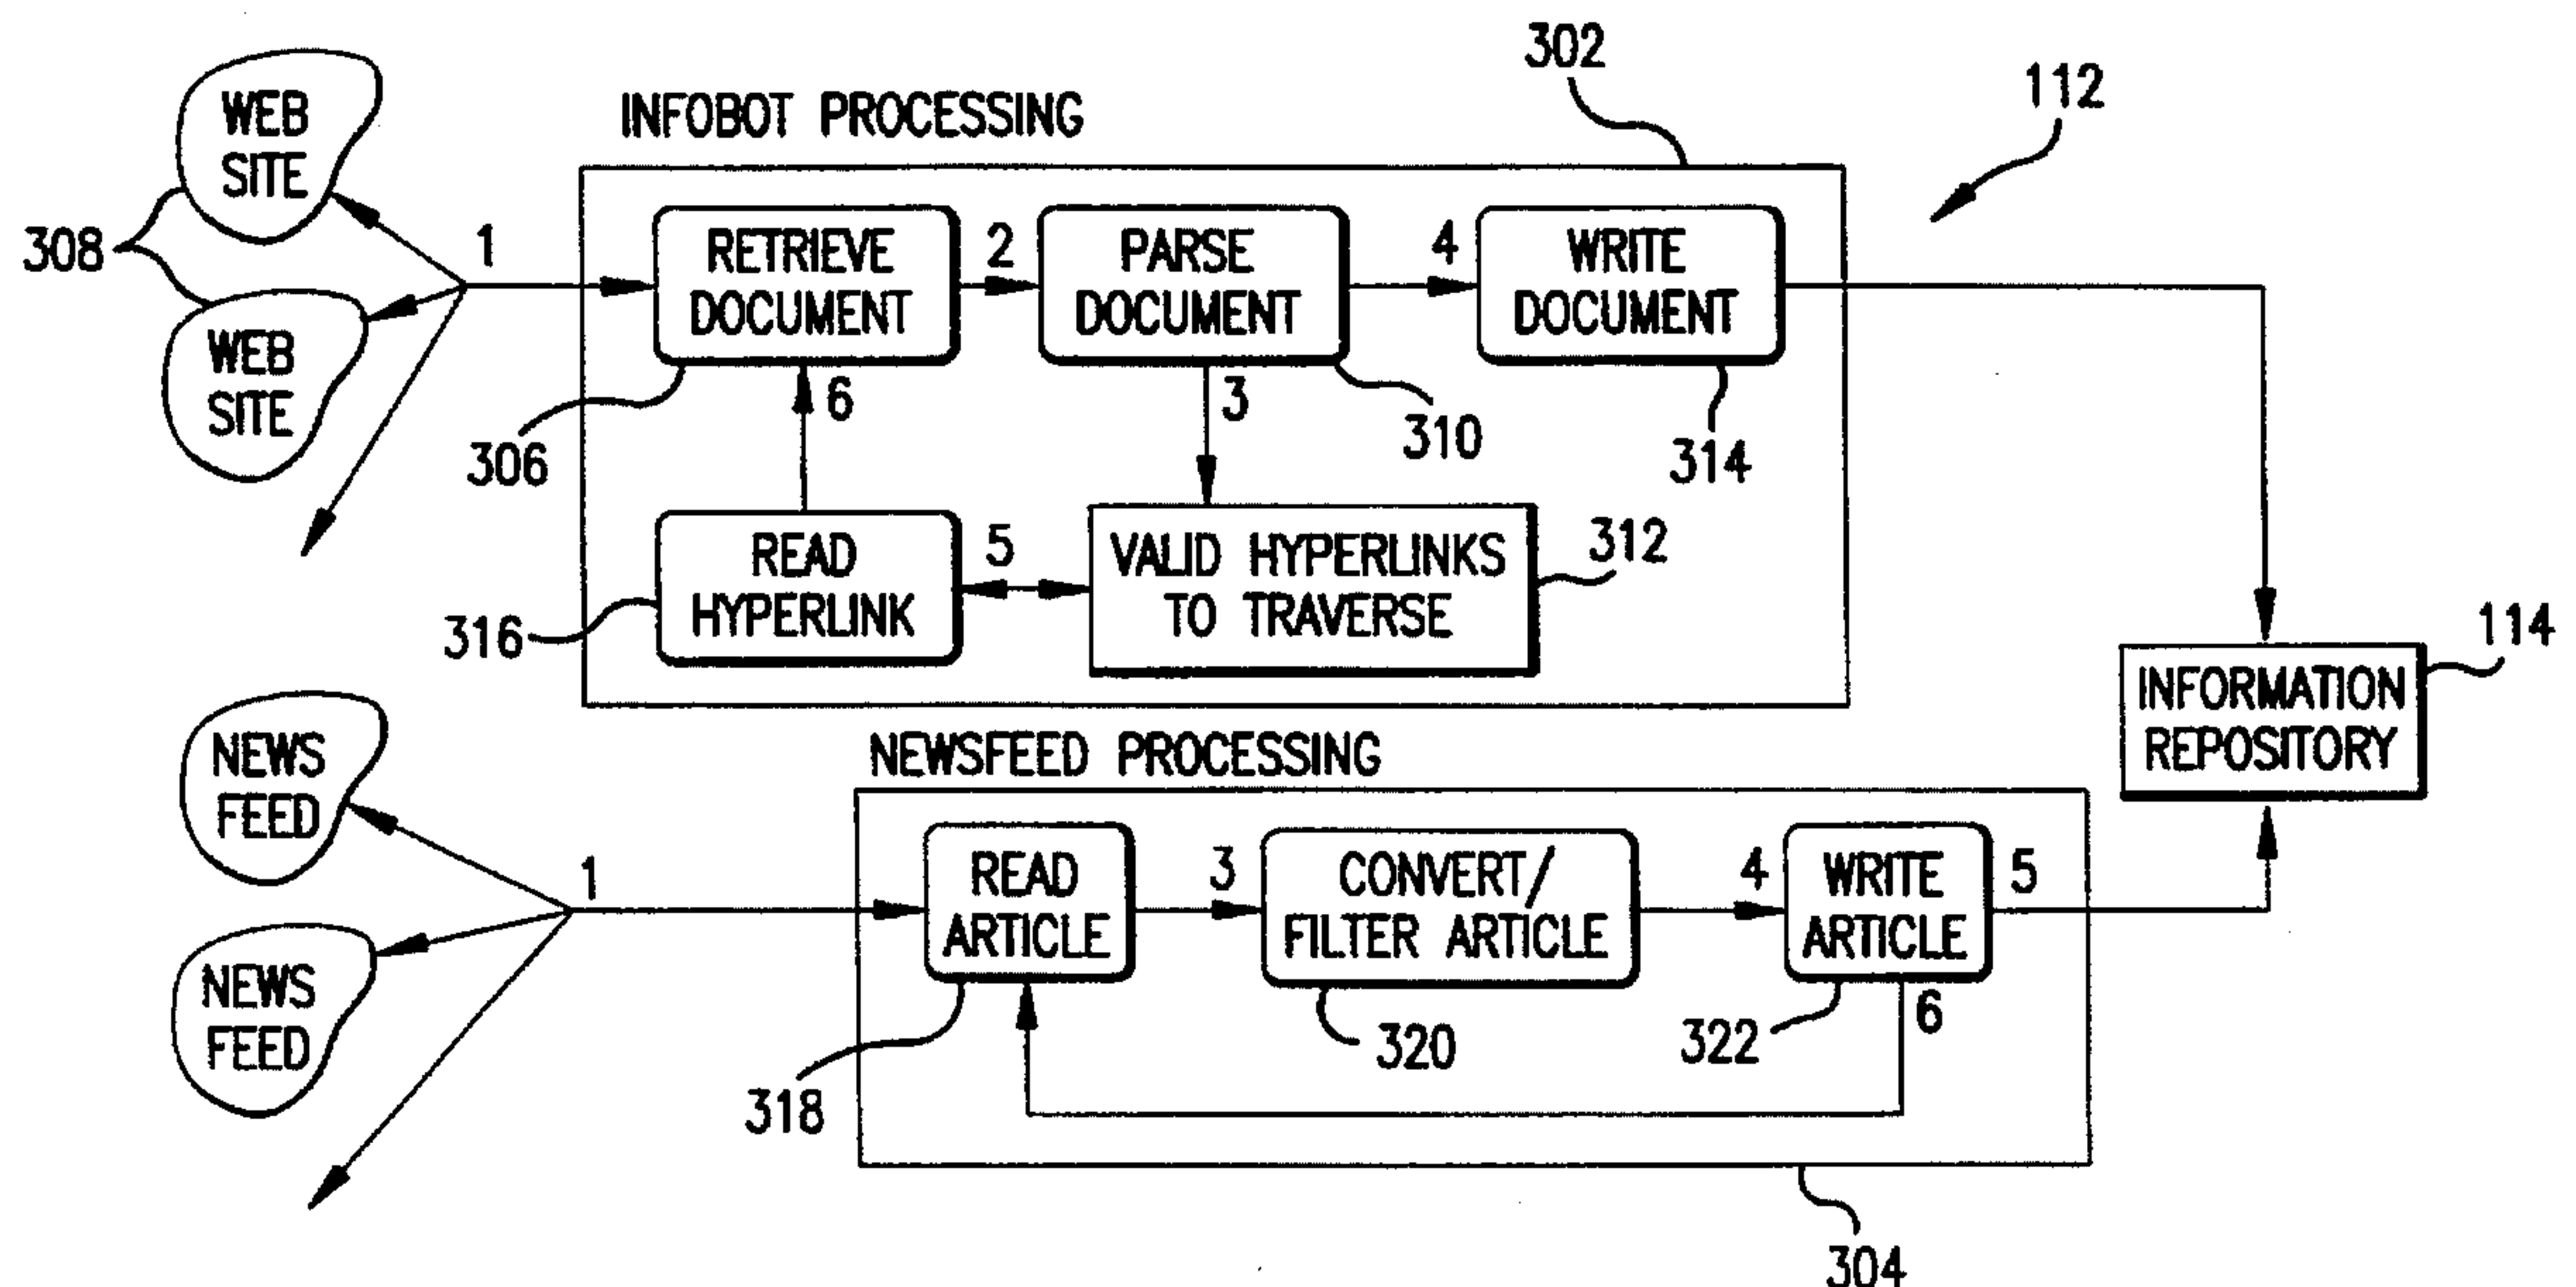 302
112
INFOBOT PROCESSING
WEB
SITE
308
1
RETRIEVE
DOCUMENT
2
PARSE
DOCUMENT
4
WRITE
DOCUMENT
WEB
SITE
306
6
3
310
314
READ
HYPERLINK
5
VALID HYPERLINKS
TO TRAVERSE
312
316
114
INFORMATION
REPOSITORY
NEWSFEED PROCESSING
NEWS
FEED
1
READ
ARTICLE
3
CONVERT/
FILTER ARTICLE
4
WRITE
ARTICLE
5
NEWS
FEED
318
320
322
6
304